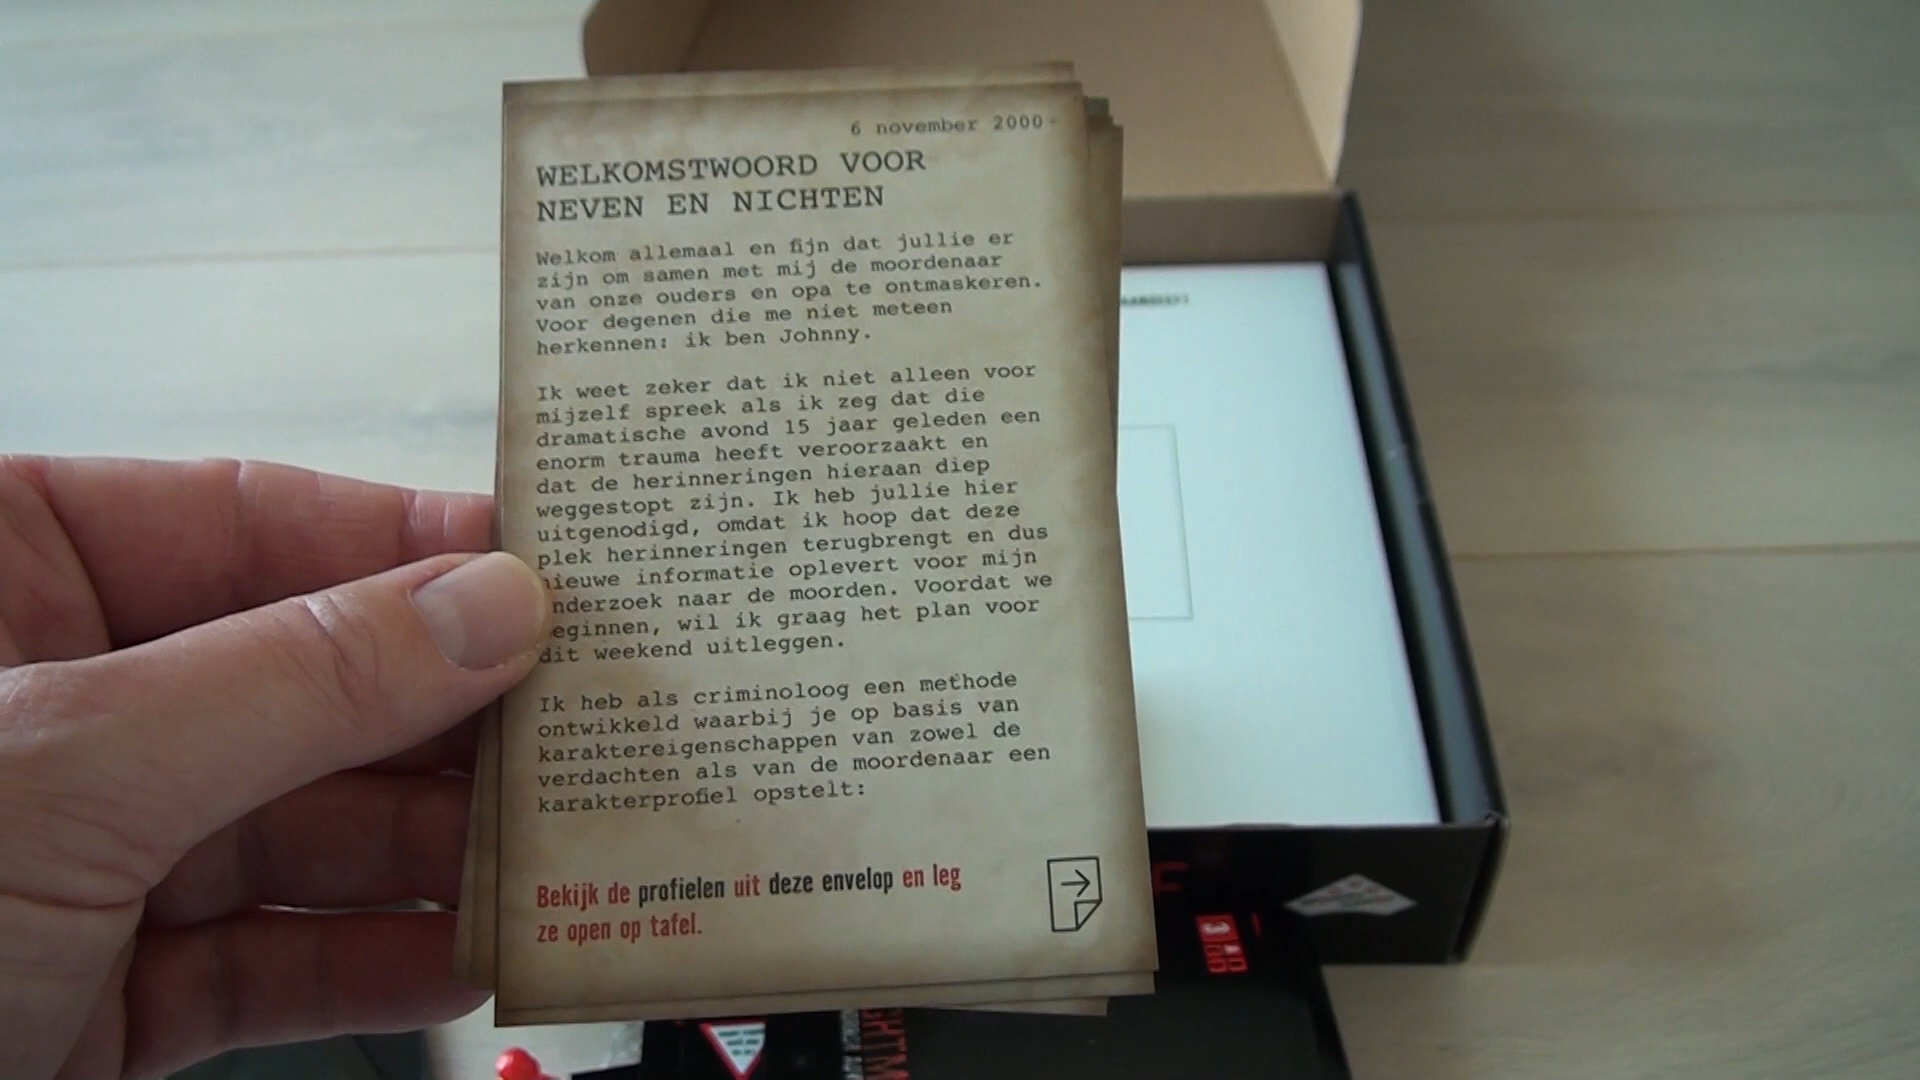 6 november 2000
WELKOMSTWOORD VOOR
NEVEN EN NICHTEN
Welkom allemaal en fijn dat jullie er
zijn om samen met mij de moordenaar
van onze ouders en opa te ontmaskeren.
Voor degenen die me niet meteen
herkennen: ik ben Johnny.
Ik weet zeker dat ik niet alleen voor
mijzelf spreek als ik zeg dat die
dramatische avond 15 jaar geleden een
enorm trauma heeft veroorzaakt en
dat de herinneringen hieraan diep
weggestopt zijn. Ik heb jullie hier
uitgenodigd, omdat ik hoop dat deze
plek herinneringen terugbrengt en dus
nieuwe informatie oplevert voor mijn
nderzoek naar de moorden. Voordat we
eginnen, wil ik graag het plan voor
dit weekend uitleggen.
Ik heb als criminoloog een methode
ontwikkeld waarbij je op basis van
karaktereigenschappen van zowel de
verdachten als van de moordenaar een
karakterprofiel opstelt:
Bekijk de profielen uit deze envelop en leg
ze open op tafel.